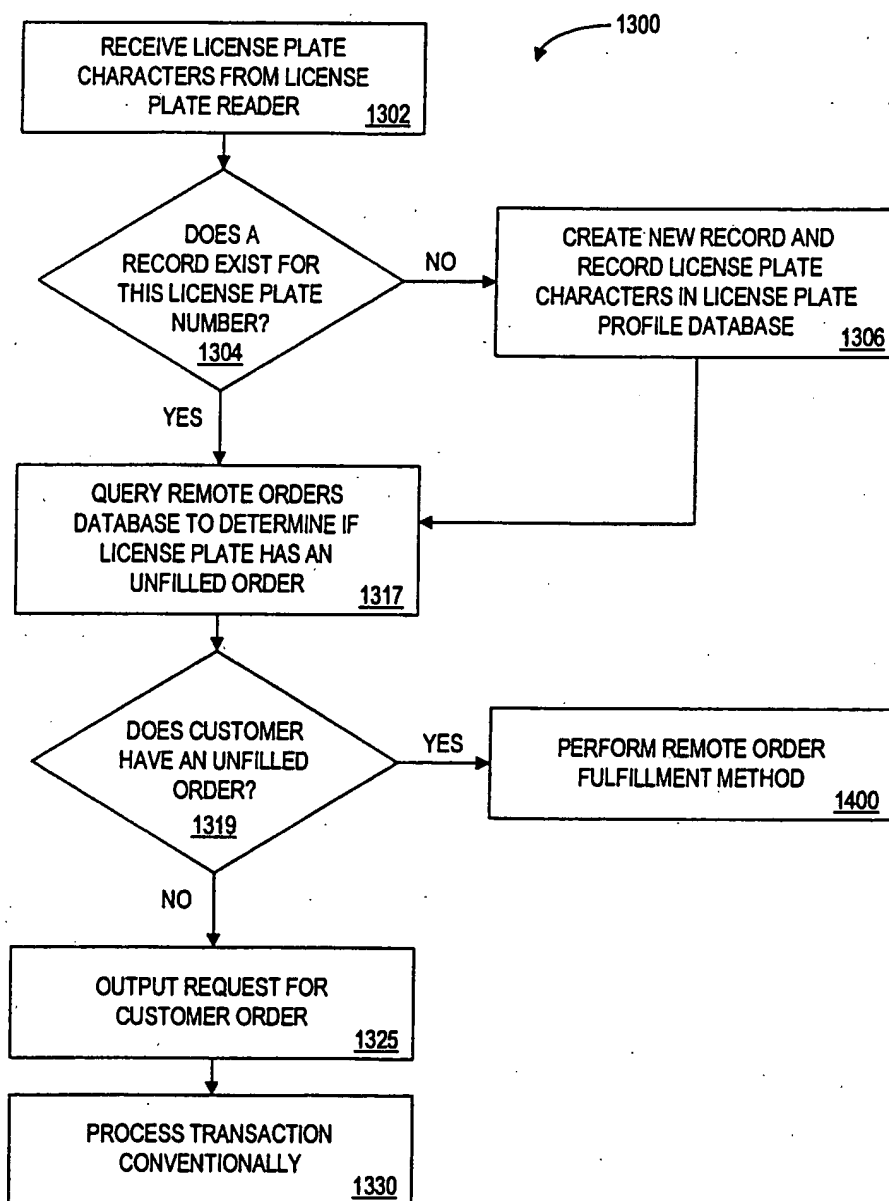 1300
RECEIVE LICENSE PLATE
CHARACTERS FROM LICENSE
PLATE READER
1302
DOES A
RECORD EXIST FOR
THIS LICENSE PLATE
NUMBER?
1304
NO
CREATE NEW RECORD AND
RECORD LICENSE PLATE
CHARACTERS IN LICENSE PLATE
PROFILE DATABASE
1306
YES
QUERY REMOTE ORDERS
DATABASE TO DETERMINE IF
LICENSE PLATE HAS AN
UNFILLED ORDER
1317
DOES CUSTOMER
HAVE AN UNFILLED
ORDER?
1319
YES
PERFORM REMOTE ORDER
FULFILLMENT METHOD
1400
NO
OUTPUT REQUEST FOR
CUSTOMER ORDER
1325
PROCESS TRANSACTION
CONVENTIONALLY
1330